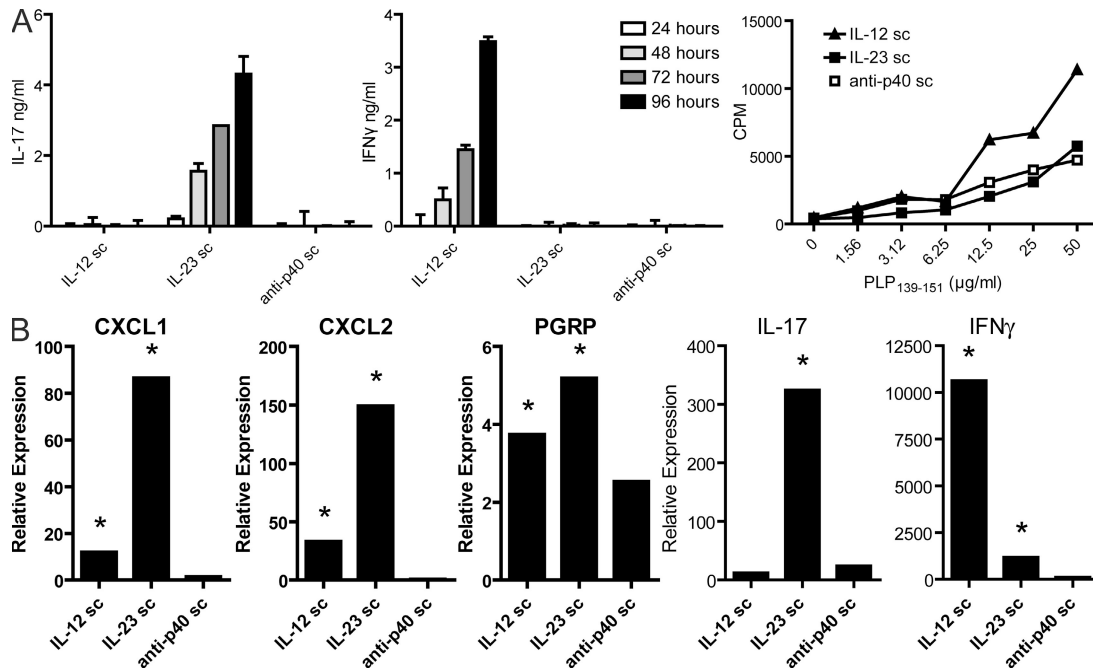 A
IL-17 ng/ml
6
4
2
0
IL-12 sc
IL-23 sc
anti-p40 sc
IFNγ ng/ml
4
3
2
1
0
IL-12 sc
IL-23 sc
anti-p40 sc
24 hours
48 hours
72 hours
96 hours
CPM
15000
10000
5000
0
IL-12 sc
IL-23 sc
anti-p40 sc
0
1.56
3.12
6.25
12.5
25
50
PLP139-151 (µg/ml)
B
CXCL1
Relative Expression
100
80
60
40
20
0
*
*
IL-12 sc
IL-23 sc
anti-p40 sc
CXCL2
Relative Expression
200
150
100
50
0
*
*
IL-12 sc
IL-23 sc
anti-p40 sc
PGRP
Relative Expression
6
4
2
0
*
*
IL-12 sc
IL-23 sc
anti-p40 sc
IL-17
Relative Expression
400
300
200
100
0
*
IL-12 sc
IL-23 sc
anti-p40 sc
IFNγ
12500
10000
7500
5000
2500
0
*
*
IL-12 sc
IL-23 sc
anti-p40 sc